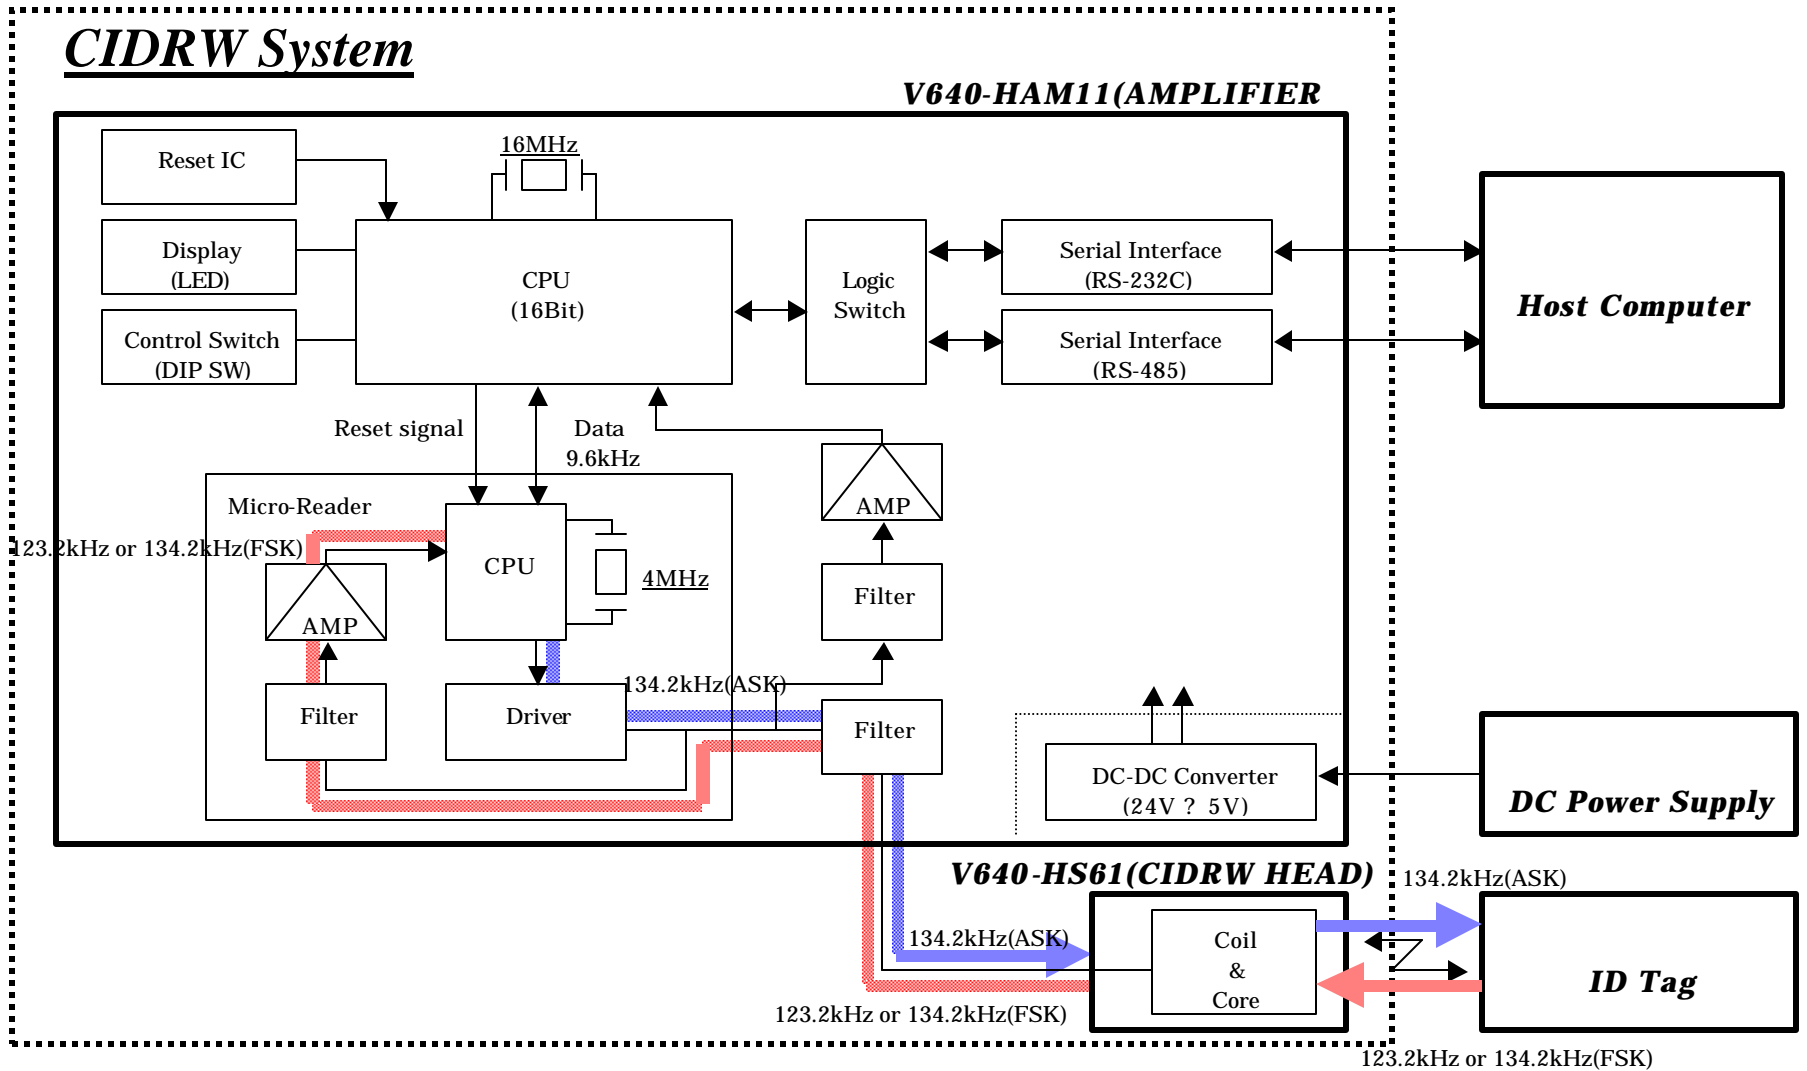 CIDRW System
V640-HAM11(AMPLIFIER
Reset IC
16MHz
Display
(LED)
CPU
(16Bit)
Logic
Switch
Serial Interface
(RS-232C)
Host Computer
Control Switch
(DIP SW)
Serial Interface
(RS-485)
Reset signal
Data
9.6kHz
Micro-Reader
AMP
123.2kHz or 134.2kHz(FSK)
CPU
4MHz
Filter
AMP
134.2kHz(ASK)
Filter
Driver
Filter
DC-DC Converter
(24V ? 5V)
DC Power Supply
V640-HS61(CIDRW HEAD)
134.2kHz(ASK)
134.2kHz(ASK)
Coil
&
Core
ID Tag
123.2kHz or 134.2kHz(FSK)
123.2kHz or 134.2kHz(FSK)